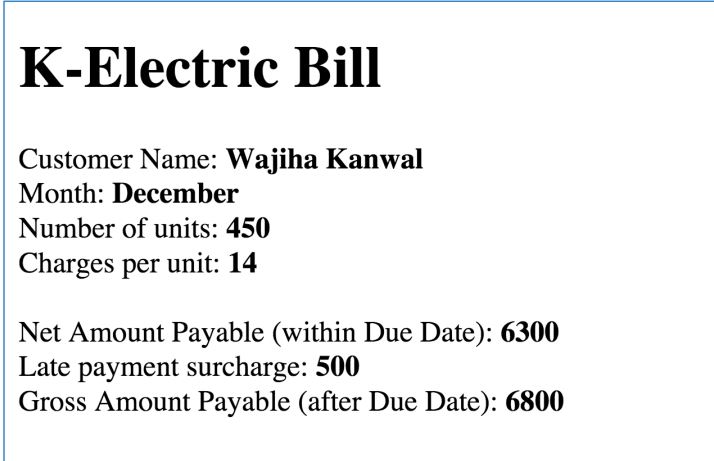 K-Electric Bill
Customer Name: Wajiha Kanwal
Month: December
Number of units: 450
Charges per unit: 14
Net Amount Payable (within Due Date): 6300
Late payment surcharge: 500
Gross Amount Payable (after Due Date): 6800